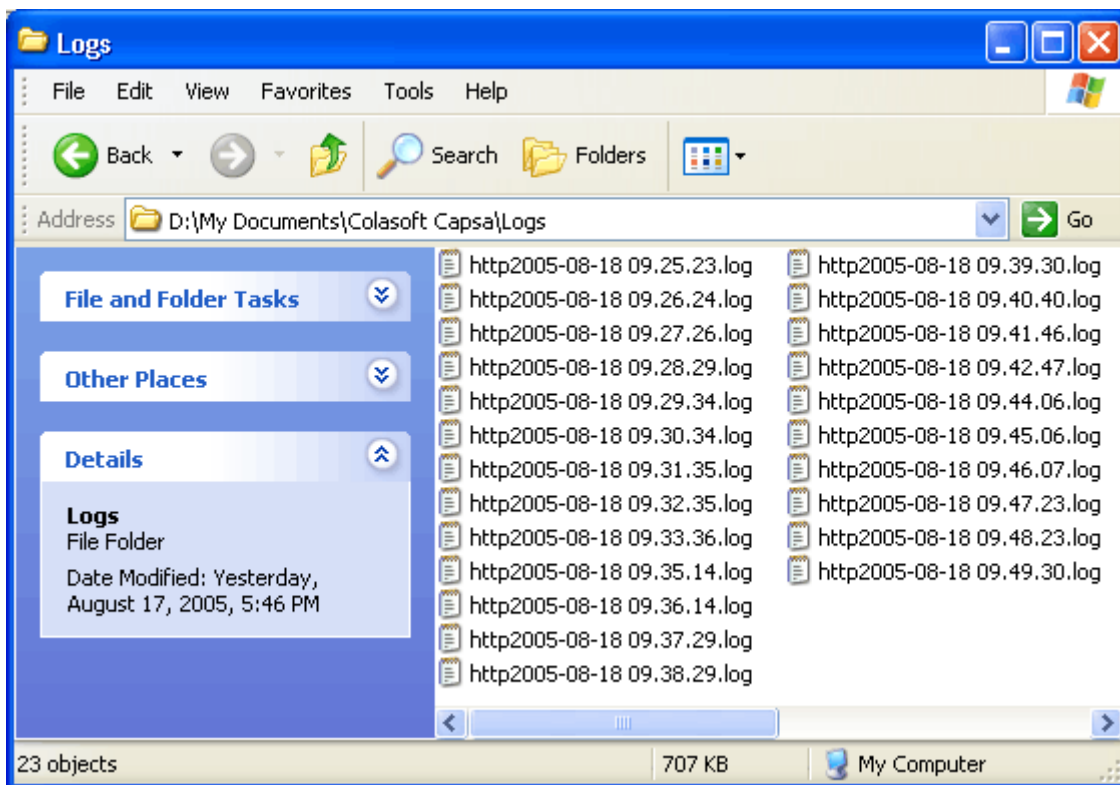 Logs
File Edit View Favorites Tools Help
Back Search Folders
Address D:\My Documents\Colasoft Capsa\Logs Go
File and Folder Tasks
Other Places
Details
Logs
File Folder
Date Modified: Yesterday,
August 17, 2005, 5:46 PM
http2005-08-18 09.25.23.log
http2005-08-18 09.26.24.log
http2005-08-18 09.27.26.log
http2005-08-18 09.28.29.log
http2005-08-18 09.29.34.log
http2005-08-18 09.30.34.log
http2005-08-18 09.31.35.log
http2005-08-18 09.32.35.log
http2005-08-18 09.33.36.log
http2005-08-18 09.35.14.log
http2005-08-18 09.36.14.log
http2005-08-18 09.37.29.log
http2005-08-18 09.38.29.log
http2005-08-18 09.39.30.log
http2005-08-18 09.40.40.log
http2005-08-18 09.41.46.log
http2005-08-18 09.42.47.log
http2005-08-18 09.44.06.log
http2005-08-18 09.45.06.log
http2005-08-18 09.46.07.log
http2005-08-18 09.47.23.log
http2005-08-18 09.48.23.log
http2005-08-18 09.49.30.log
23 objects 707 KB My Computer